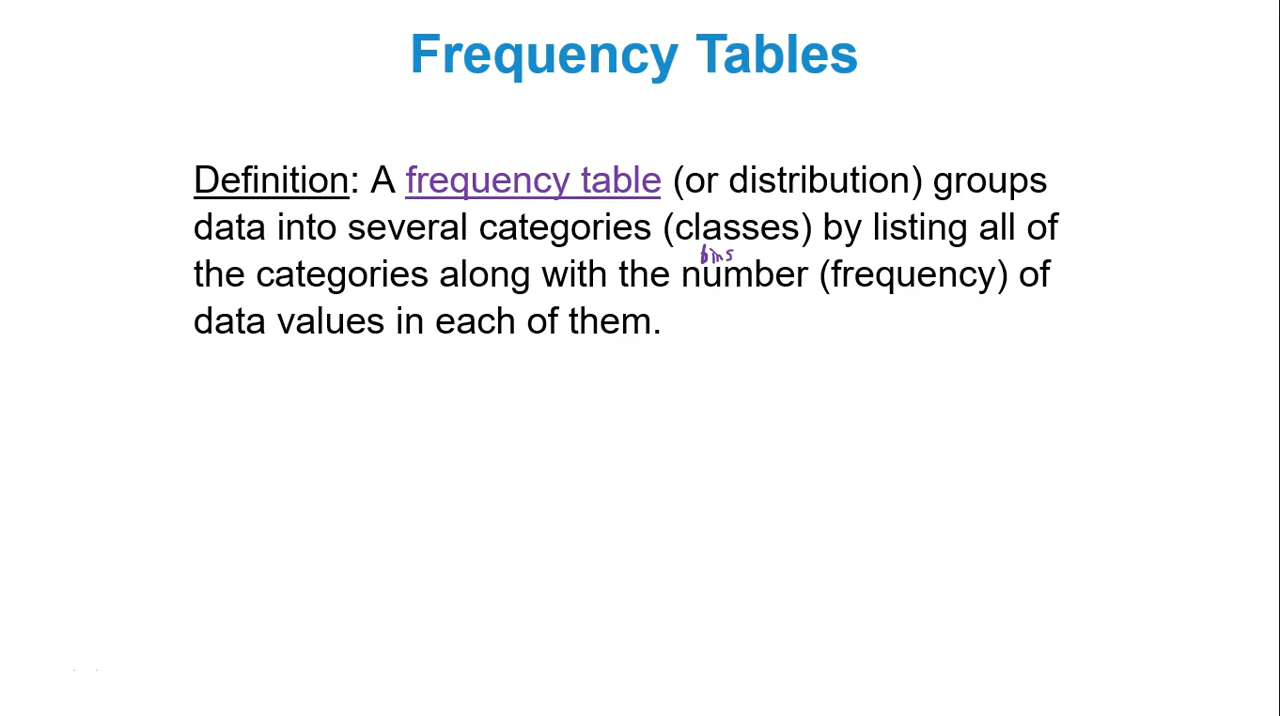 Frequency Tables
Definition: A frequency table (or distribution) groups
data into several categories (classes) by listing all of
bins
the categories along with the number (frequency) of
data values in each of them.